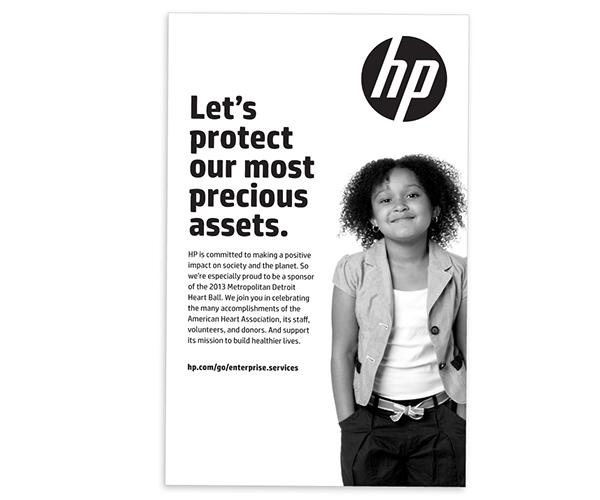 hp
Let's
protect
our most
precious
assets.
HP is committed to making a positive
impact on society and the planet. So
we're especially proud to be a sponsor
of the 2013 Metropolitan Detroit
Heart Ball. We join you in celebrating
the many accomplishments of the
American Heart Association, its staff,
volunteers, and donors. And support
its mission to build healthier lives.
hp.com/go/enterprise.services